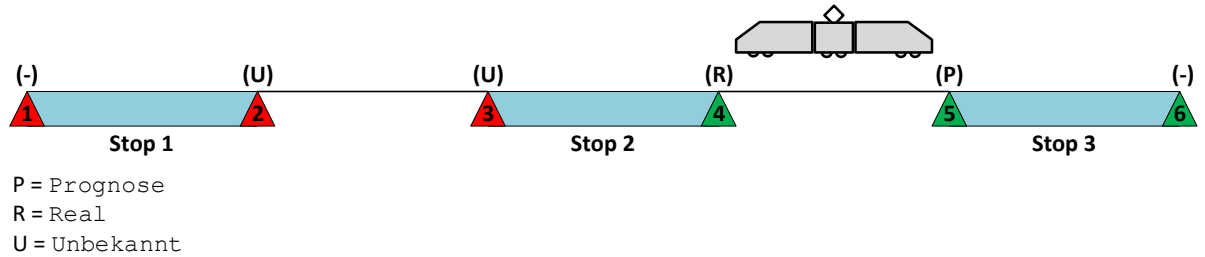 (-) (U) (U) (R) (P) (-)
1 2 3 4 5 6
Stop 1 Stop 2 Stop 3
P = Prognose
R = Real
U = Unbekannt